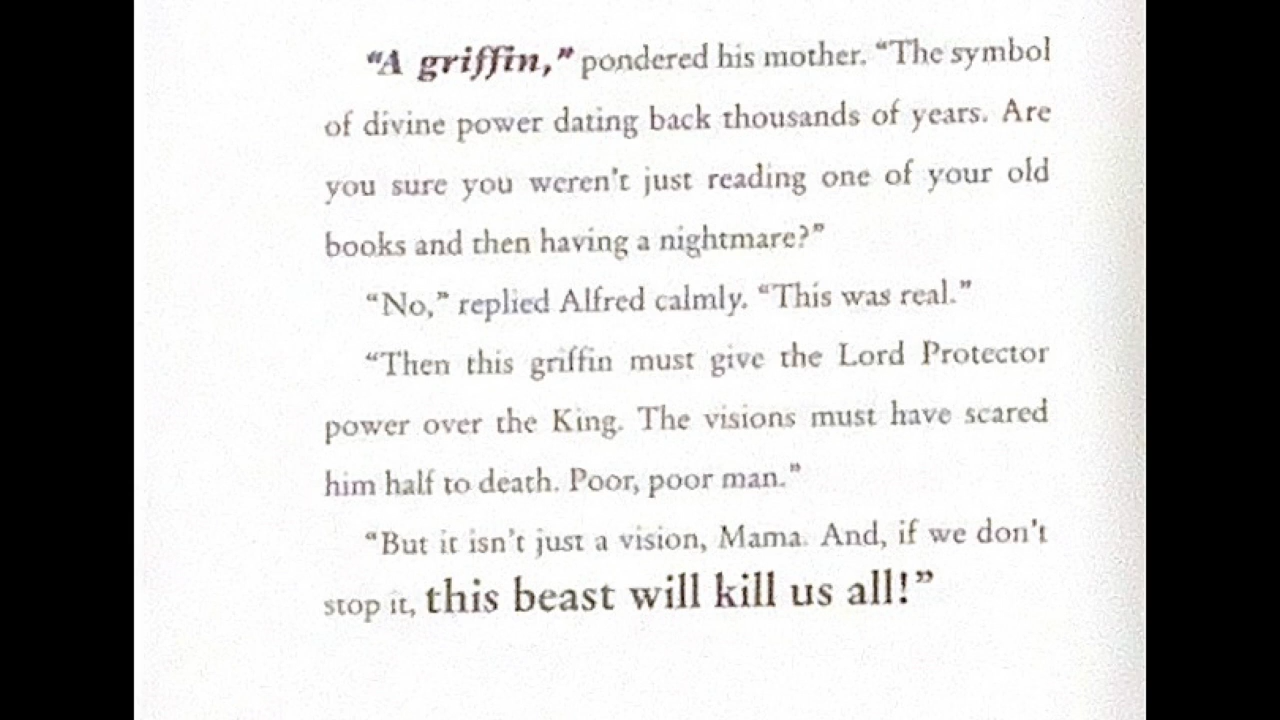 “A griffin,” pondered his mother. “The symbol
of divine power dating back thousands of years. Are
you sure you weren't just reading one of your old
books and then having a nightmare?”
“No,” replied Alfred calmly. “This was real.”
“Then this griffin must give the Lord Protector
power over the King. The visions must have scared
him half to death. Poor, poor man.”
“But it isn't just a vision, Mama. And, if we don't
stop it, this beast will kill us all!”